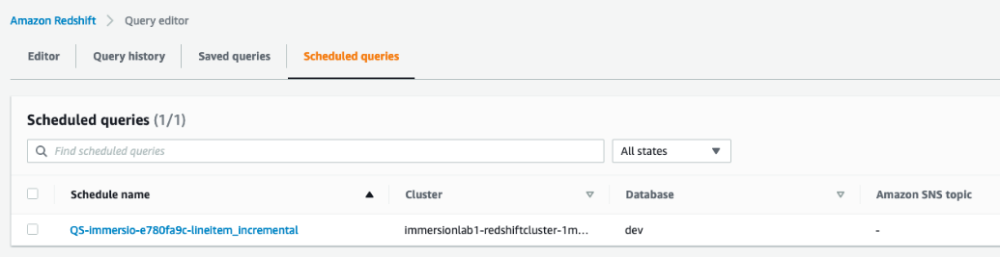 Amazon Redshift > Query editor
Editor Query history Saved queries Scheduled queries
Scheduled queries (1/1)
Find scheduled queries All states
Schedule name Cluster Database Amazon SNS topic
QS-immersio-e780fa9c-lineitem_incremental immersionlab1-redshiftcluster-1m... dev -